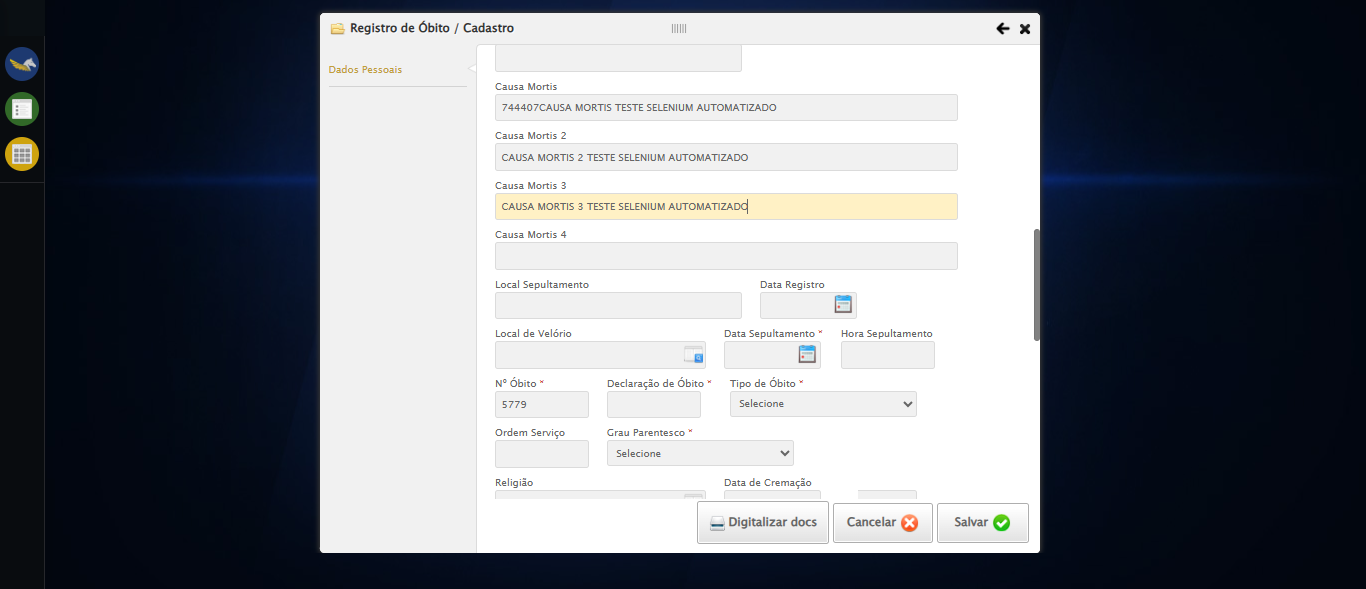 Registro de Óbito / Cadastro
Dados Pessoais
Causa Mortis
744407CAUSA MORTIS TESTE SELENIUM AUTOMATIZADO
Causa Mortis 2
CAUSA MORTIS 2 TESTE SELENIUM AUTOMATIZADO
Causa Mortis 3
CAUSA MORTIS 3 TESTE SELENIUM AUTOMATIZADO
Causa Mortis 4
Local Sepultamento Data Registro
Local de Velório Data Sepultamento * Hora Sepultamento
Nº Óbito * Declaração de Óbito * Tipo de Óbito *
5779 Selecione
Ordem Serviço Grau Parentesco *
Selecione
Religião Data de Cremação
Digitalizar docs Cancelar Salvar